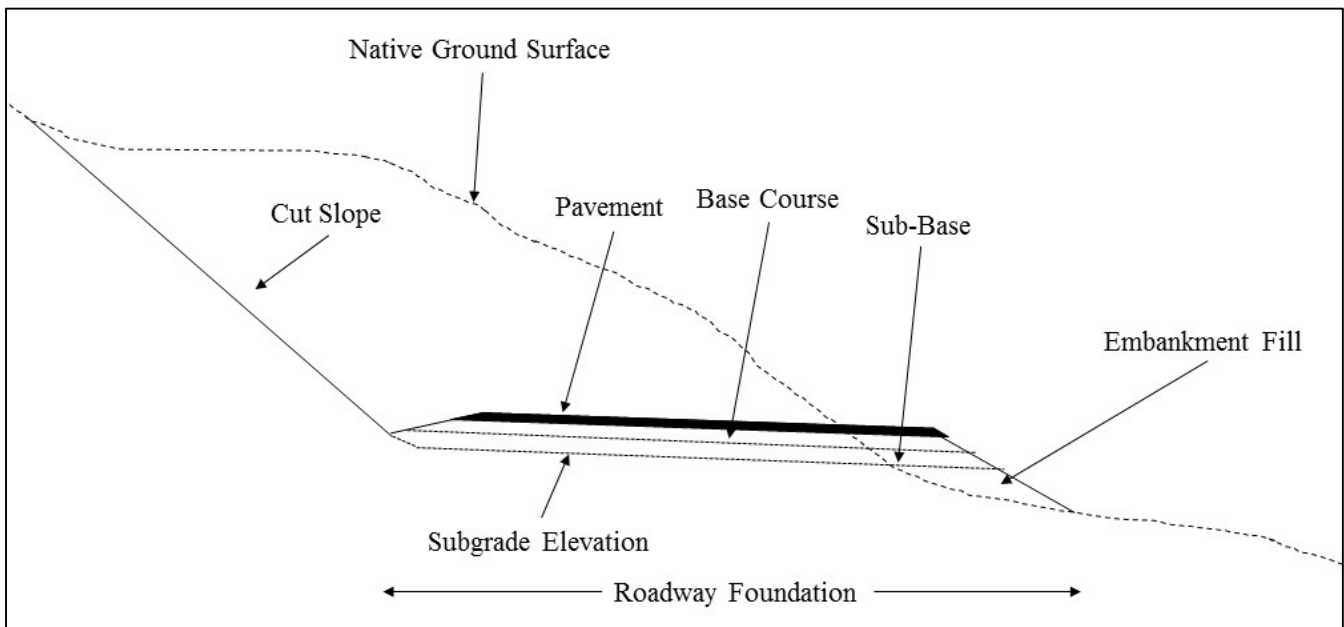 Native Ground Surface
Base Course
Pavement
Cut Slope
Sub-Base
Embankment Fill
Subgrade Elevation
Roadway Foundation